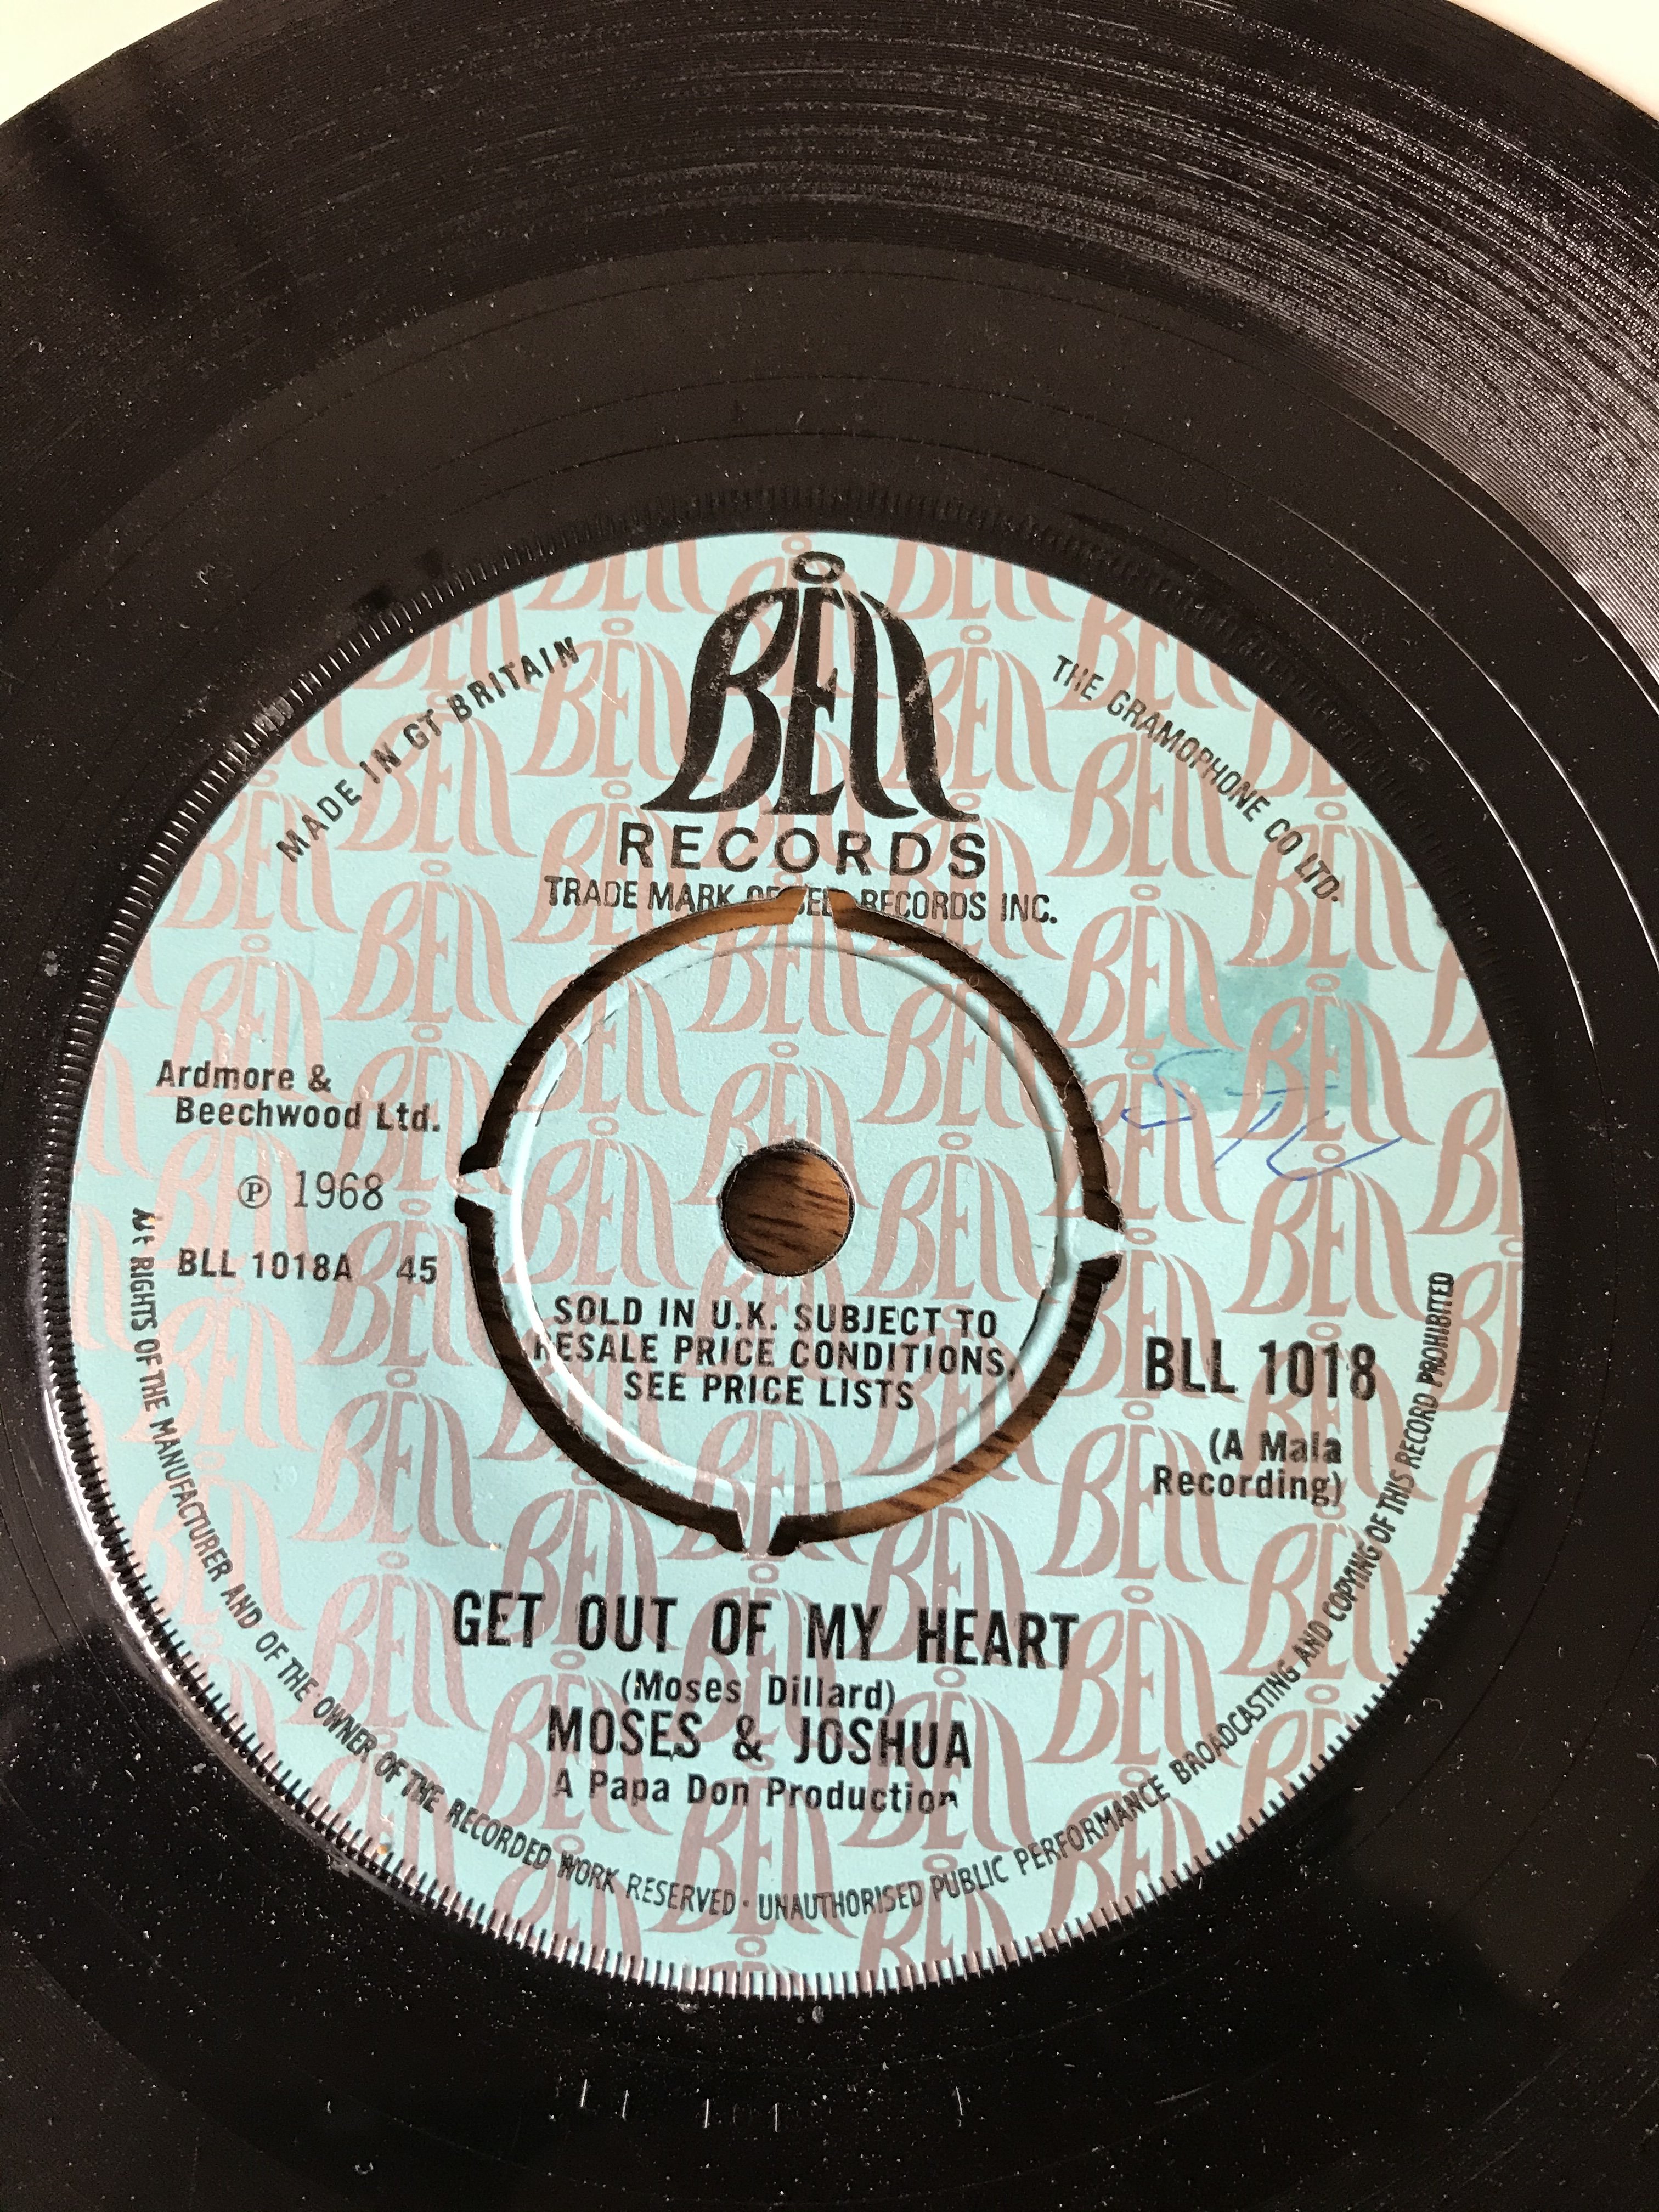 BELL
RECORDS
TRADE MARK OF BELL RECORDS INC.
MADE IN GT BRITAIN
THE GRAMOPHONE CO LTD.
Ardmore &
Beechwood Ltd.
℗ 1968
BLL 1018A 45
SOLD IN U.K. SUBJECT TO
RESALE PRICE CONDITIONS,
SEE PRICE LISTS
BLL 1018
(A Mala
Recording)
GET OUT OF MY HEART
(Moses Dillard)
MOSES & JOSHUA
A Papa Don Production
ALL RIGHTS OF THE MANUFACTURER AND OF THE OWNER OF THE RECORDED WORK RESERVED · UNAUTHORISED PUBLIC PERFORMANCE BROADCASTING AND COPYING OF THIS RECORD PROHIBITED